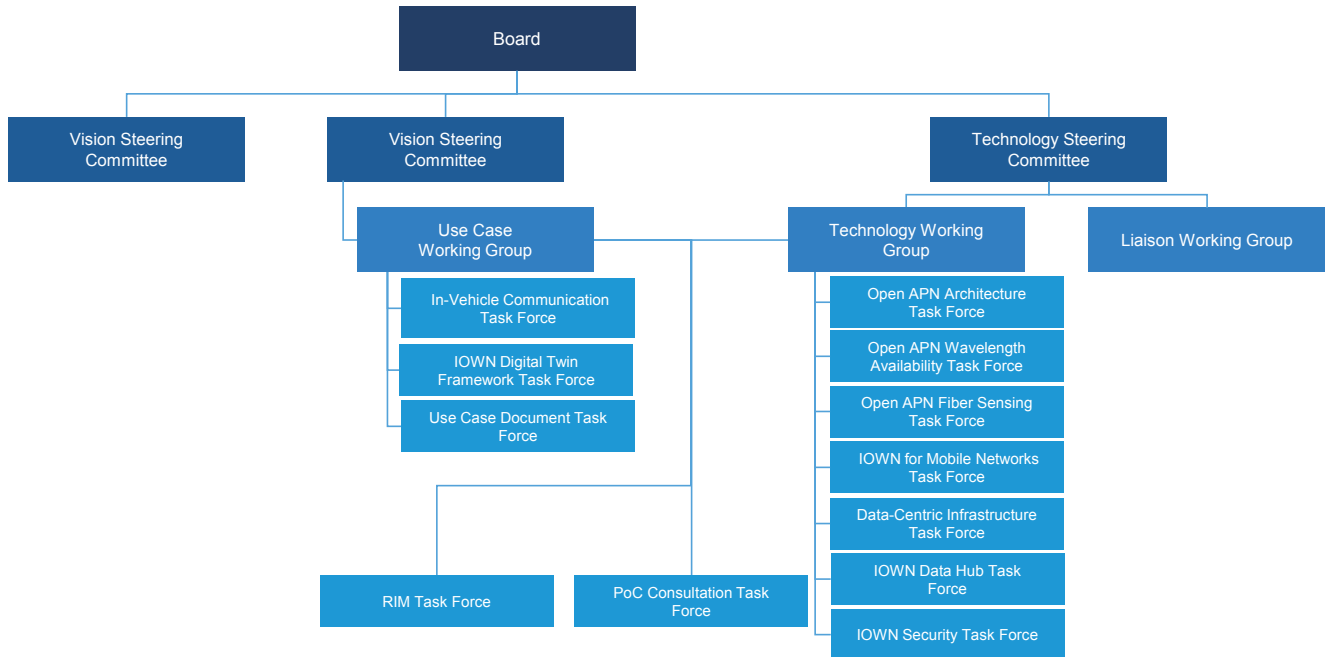 Board
Vision Steering
Committee
Vision Steering
Committee
Technology Steering
Committee
Use Case
Working Group
Technology Working
Group
Liaison Working Group
In-Vehicle Communication
Task Force
IOWN Digital Twin
Framework Task Force
Use Case Document Task
Force
Open APN Architecture
Task Force
Open APN Wavelength
Availability Task Force
Open APN Fiber Sensing
Task Force
IOWN for Mobile Networks
Task Force
Data-Centric Infrastructure
Task Force
IOWN Data Hub Task
Force
IOWN Security Task Force
RIM Task Force
PoC Consultation Task
Force